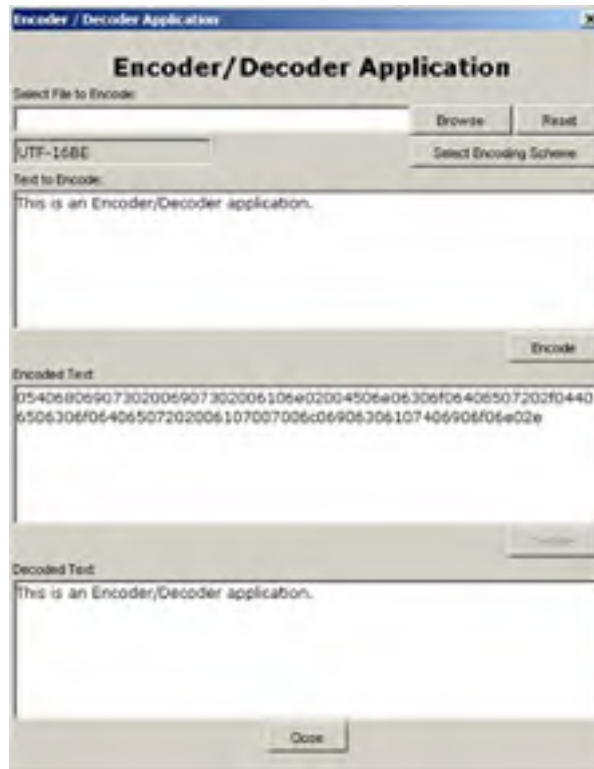 Encoder / Decoder Application
Encoder/Decoder Application
Select File to Encode:
Browse Reset
UTF-16BE Select Encoding Scheme
Text to Encode:
This is an Encoder/Decoder application.
Encode
Encoded Text
Decoded Text
This is an Encoder/Decoder application.
Close